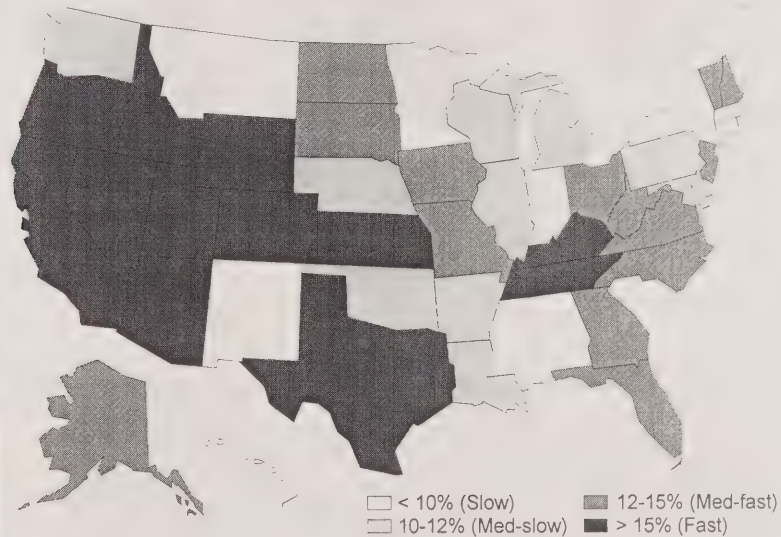 < 10% (Slow)
12-15% (Med-fast)
10-12% (Med-slow)
> 15% (Fast)